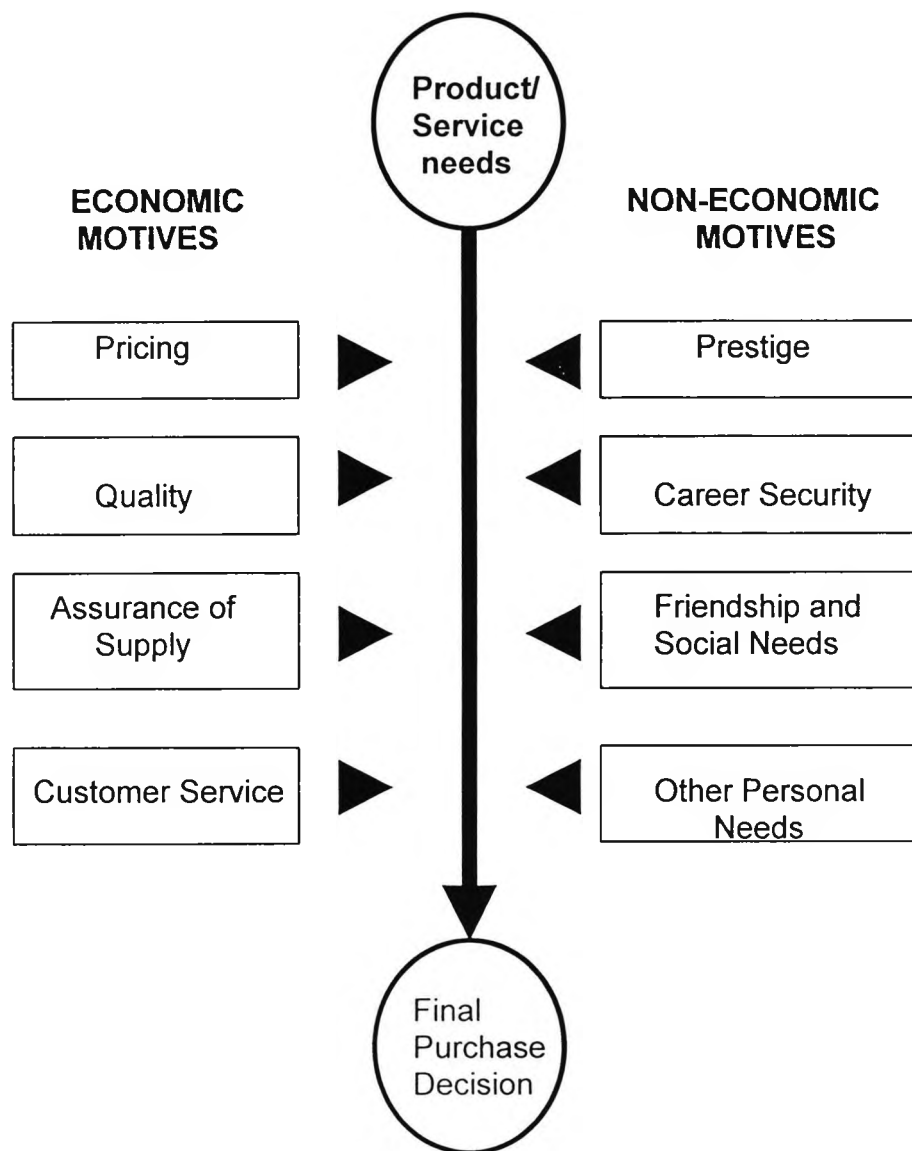 Product/
Service
needs
ECONOMIC
MOTIVES
NON-ECONOMIC
MOTIVES
Pricing
Prestige
Quality
Career Security
Assurance of
Supply
Friendship and
Social Needs
Customer Service
Other Personal
Needs
Final
Purchase
Decision